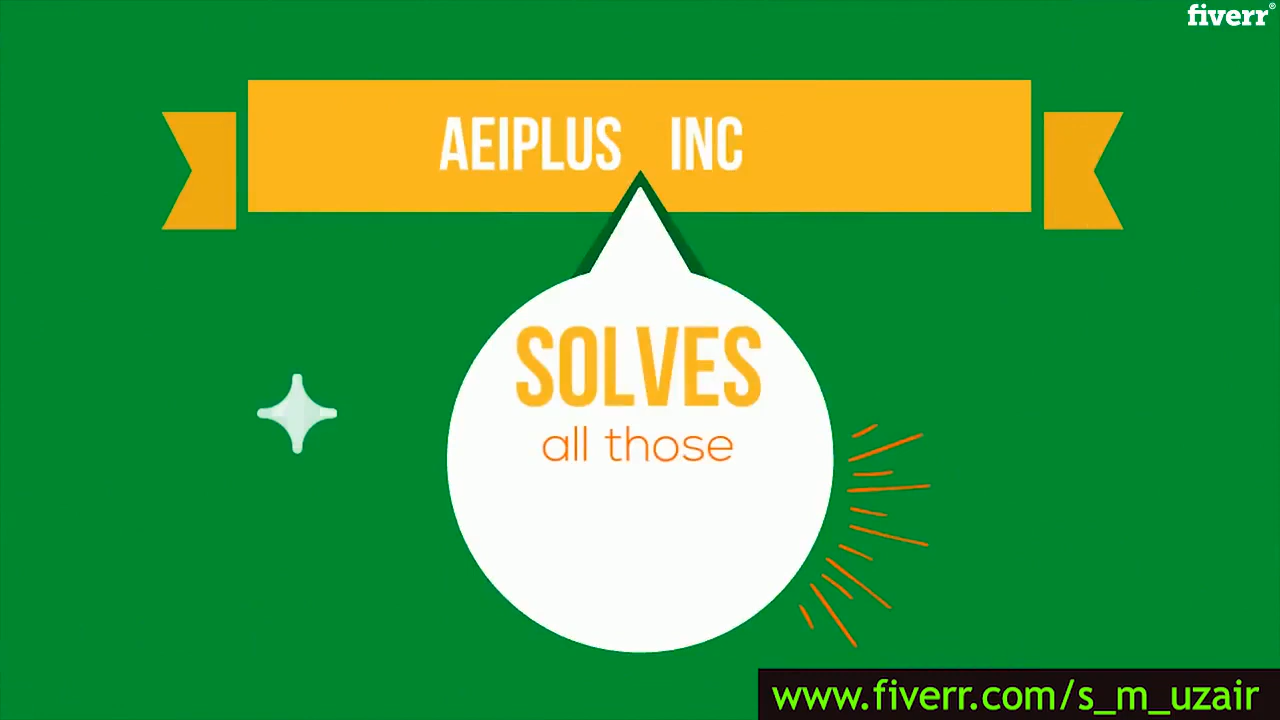 fiverr®
AEIPLUS INC
SOLVES
all those
www.fiverr.com/s_m_uzair